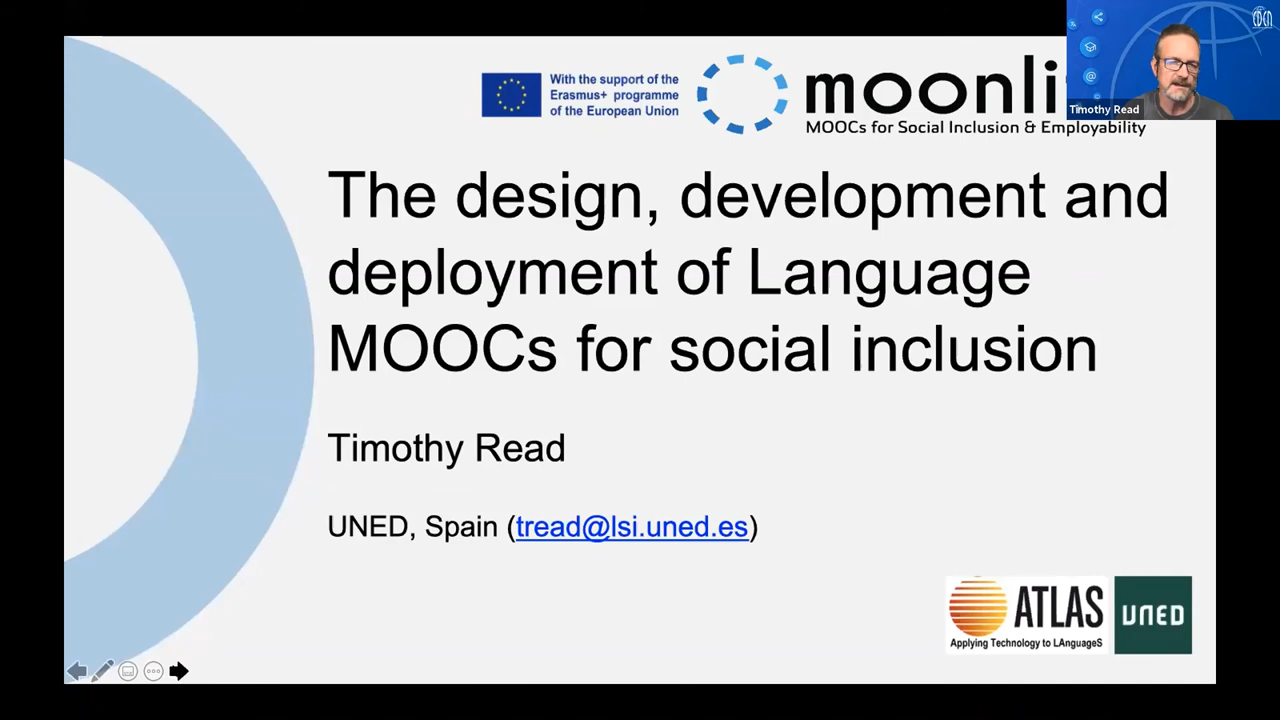 With the support of the
Erasmus+ programme
of the European Union
moonli
MOOCs for Social Inclusion & Employability
EDEN
Timothy Read
The design, development and
deployment of Language
MOOCs for social inclusion
Timothy Read
UNED, Spain (tread@lsi.uned.es)
ATLAS
Applying Technology to LAnguageS
UNED